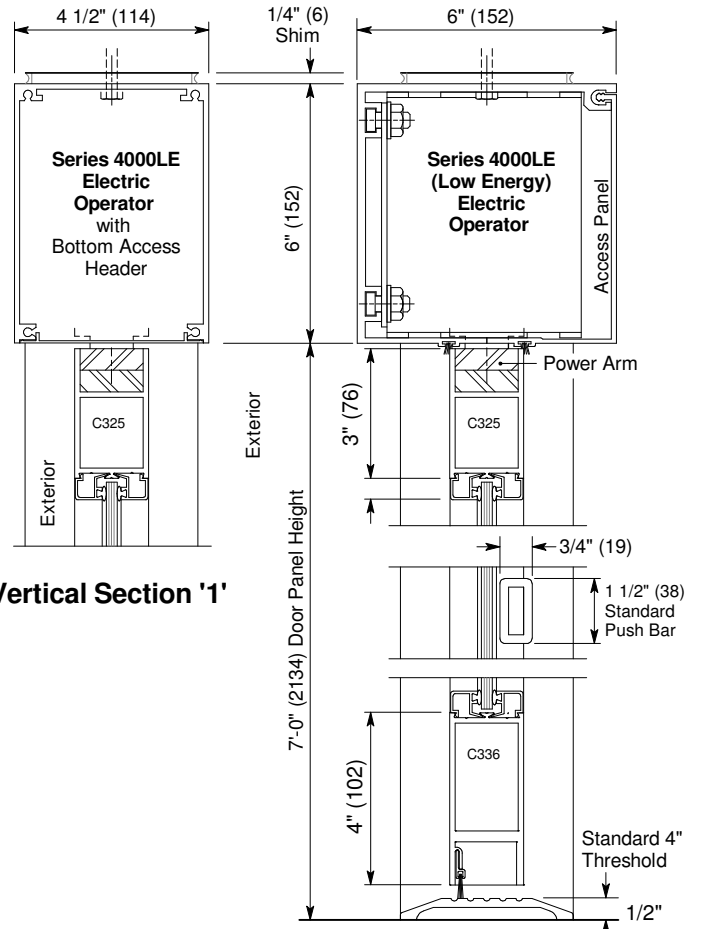 4 1/2" (114)
1/4" (6)
Shim
6" (152)
Series 4000LE
Electric
Operator
with
Bottom Access
Header
6" (152)
Series 4000LE
(Low Energy)
Electric
Operator
Access Panel
Power Arm
C325
Exterior
Exterior
3" (76)
C325
Vertical Section '1'
7'-0" (2134) Door Panel Height
3/4" (19)
1 1/2" (38)
Standard
Push Bar
4" (102)
C336
Standard 4"
Threshold
1/2"